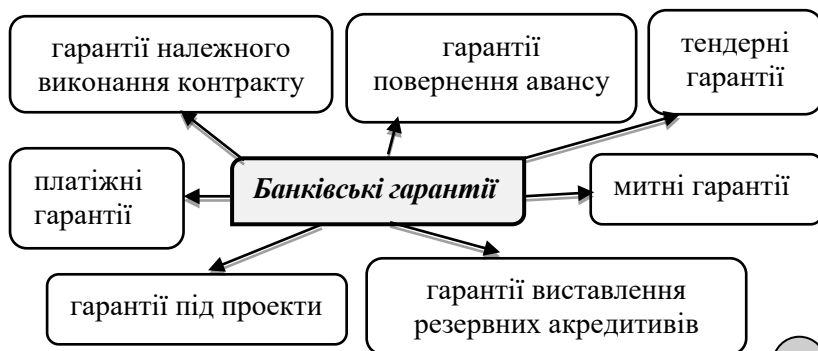 гарантії належного
виконання контракту
гарантії
повернення авансу
тендерні
гарантії
платіжні
гарантії
Банківські гарантії
митні гарантії
гарантії під проекти
гарантії виставлення
резервних акредитивів